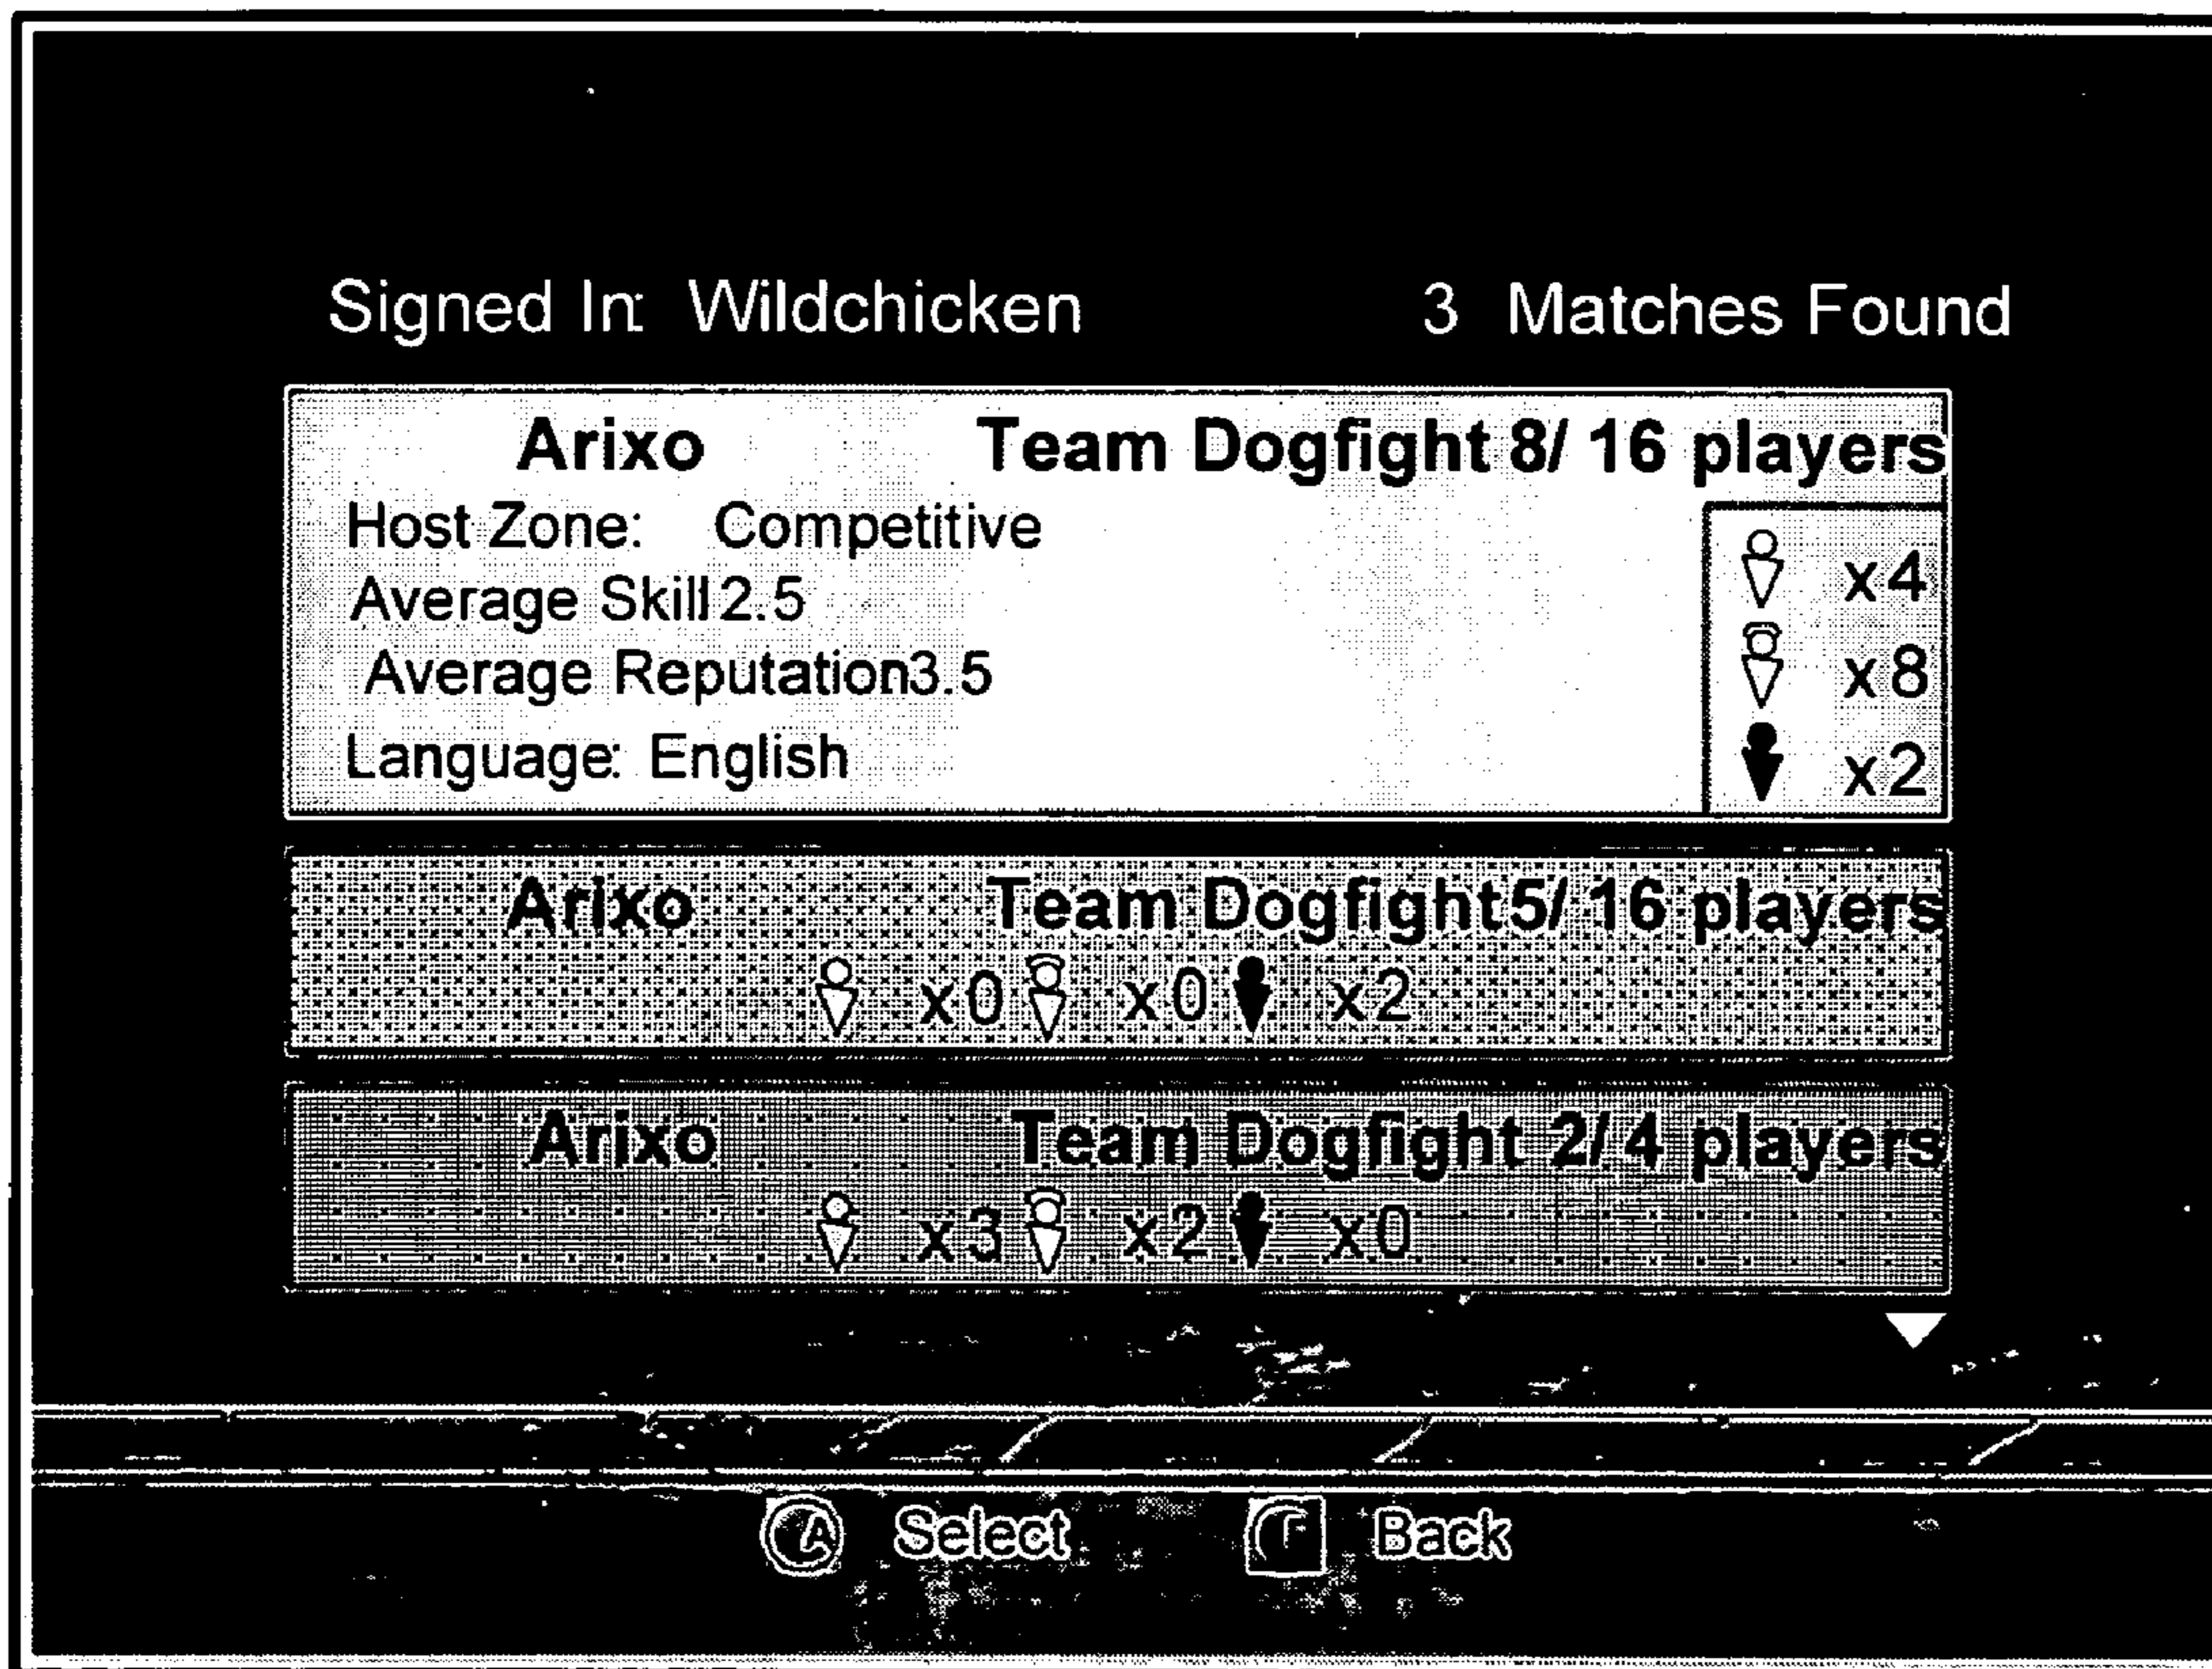 Signed In: Wildchicken 3 Matches Found
Arixo Team Dogfight 8/ 16 players
Host Zone: Competitive
Average Skill 2.5
Average Reputation 3.5
Language: English
x4
x8
x2
Arixo Team Dogfight 5/ 16 players
x0 x0 x2
Arixo Team Dogfight 2/4 players
x3 x2 x0
A Select Back